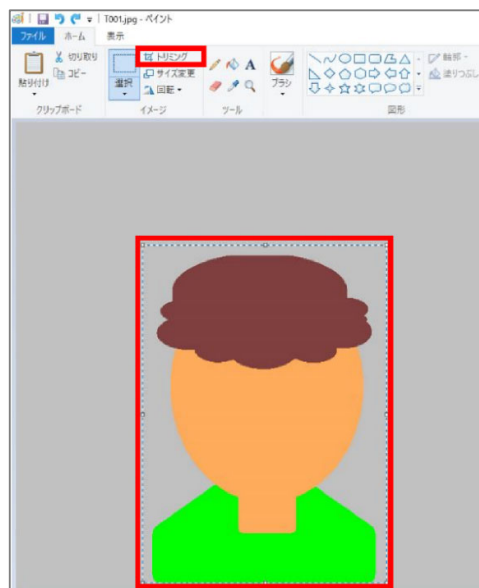 T001.jpg - ペイント
ファイル ホーム 表示
貼り付け
切り取り
コピー
クリップボード
選択
トリミング
サイズ変更
回転
イメージ
A
ツール
ブラシ
図形
輪郭
塗りつぶし